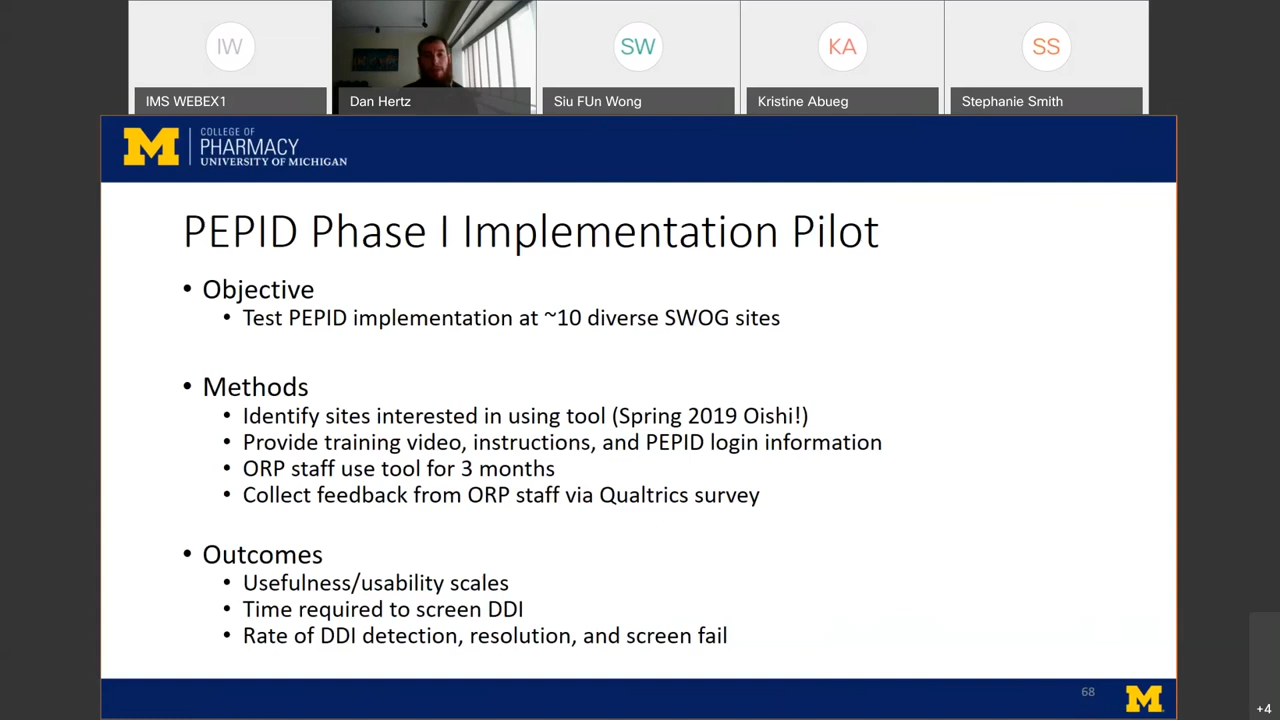 IW
SW
KA
SS
IMS WEBEX1
Dan Hertz
Siu FUn Wong
Kristine Abueg
Stephanie Smith
M
COLLEGE OF
PHARMACY
UNIVERSITY OF MICHIGAN
PEPID Phase I Implementation Pilot
• Objective
• Test PEPID implementation at ~10 diverse SWOG sites
• Methods
• Identify sites interested in using tool (Spring 2019 Oishi!)
• Provide training video, instructions, and PEPID login information
• ORP staff use tool for 3 months
• Collect feedback from ORP staff via Qualtrics survey
• Outcomes
• Usefulness/usability scales
• Time required to screen DDI
• Rate of DDI detection, resolution, and screen fail
68
M
+4